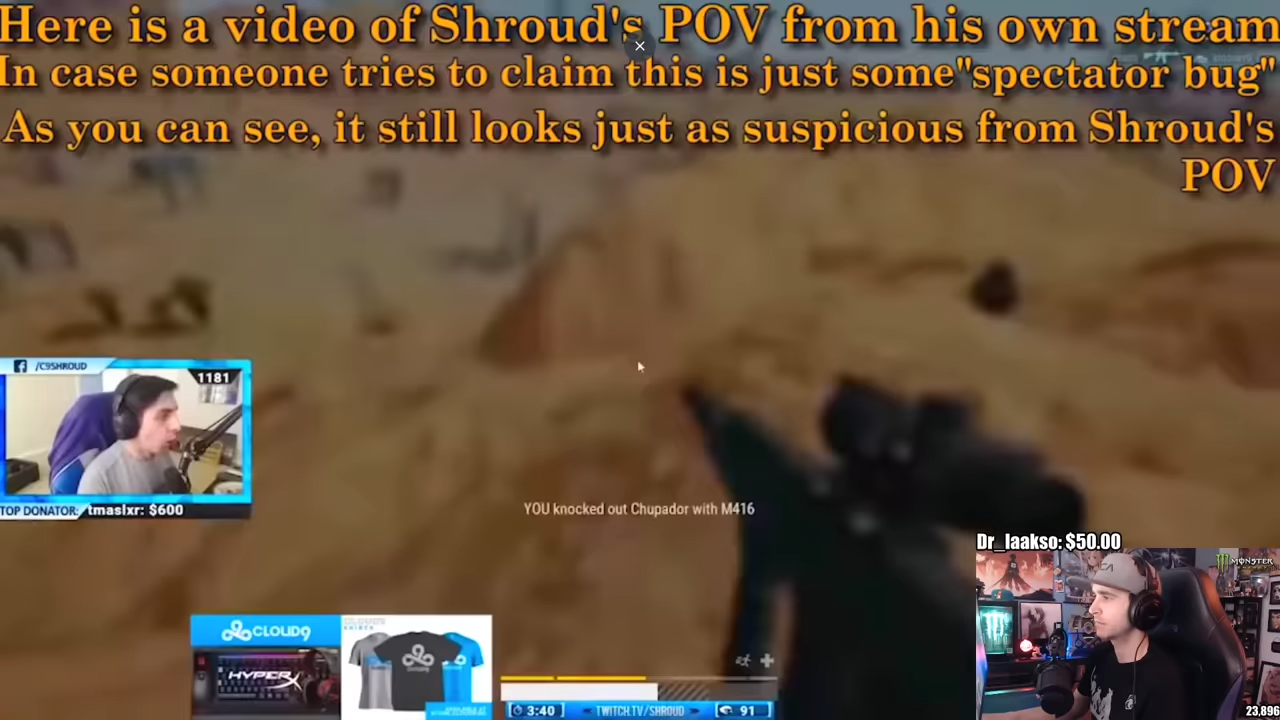 Here is a video of Shroud's POV from his own stream
In case someone tries to claim this is just some"spectator bug"
As you can see, it still looks just as suspicious from Shroud's
POV
/C9SHROUD
1181
TOP DONATOR: tmaslxr: $600
YOU knocked out Chupador with M416
Dr_laakso: $50.00
MONSTER
CLOUD9
HYPERX
3:40
TWITCH.TV/SHROUD
91
23,896